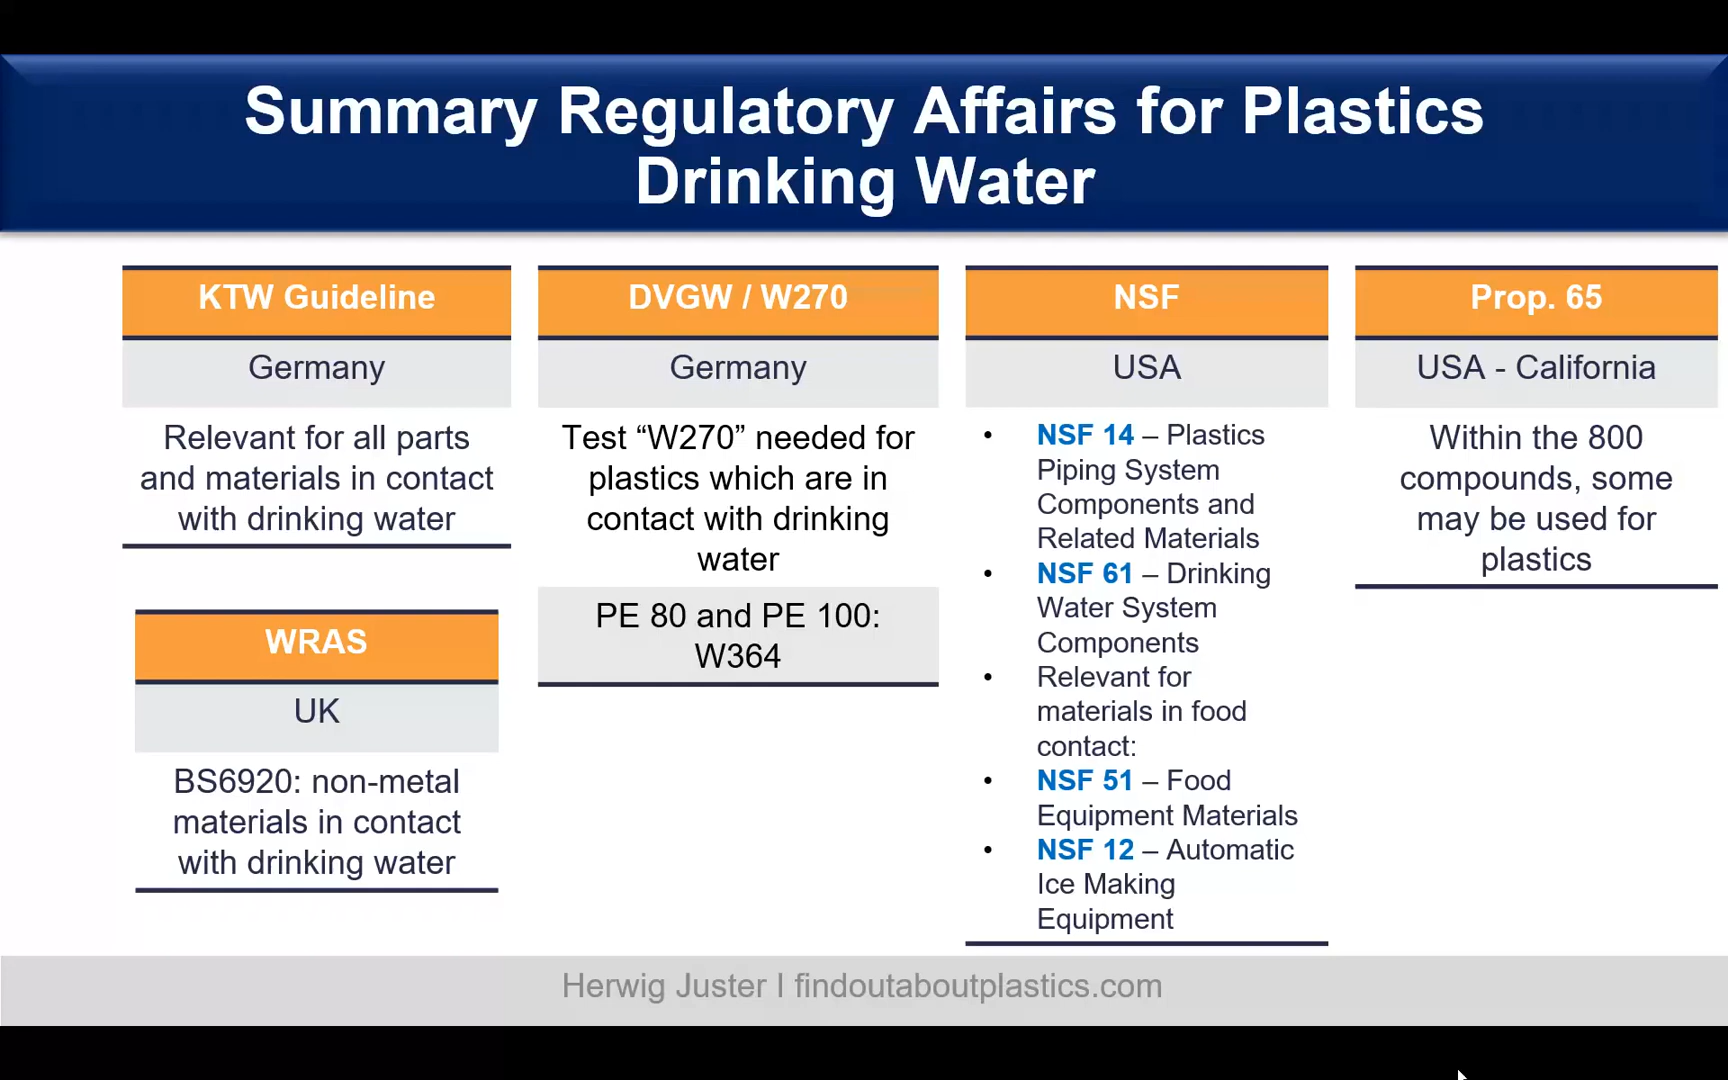 Summary Regulatory Affairs for Plastics
Drinking Water
KTW Guideline
Germany
Relevant for all parts
and materials in contact
with drinking water
WRAS
UK
BS6920: non-metal
materials in contact
with drinking water
DVGW / W270
Germany
Test “W270” needed for
plastics which are in
contact with drinking
water
PE 80 and PE 100:
W364
NSF
USA
• NSF 14 – Plastics
Piping System
Components and
Related Materials
• NSF 61 – Drinking
Water System
Components
• Relevant for
materials in food
contact:
• NSF 51 – Food
Equipment Materials
• NSF 12 – Automatic
Ice Making
Equipment
Prop. 65
USA - California
Within the 800
compounds, some
may be used for
plastics
Herwig Juster I findoutaboutplastics.com